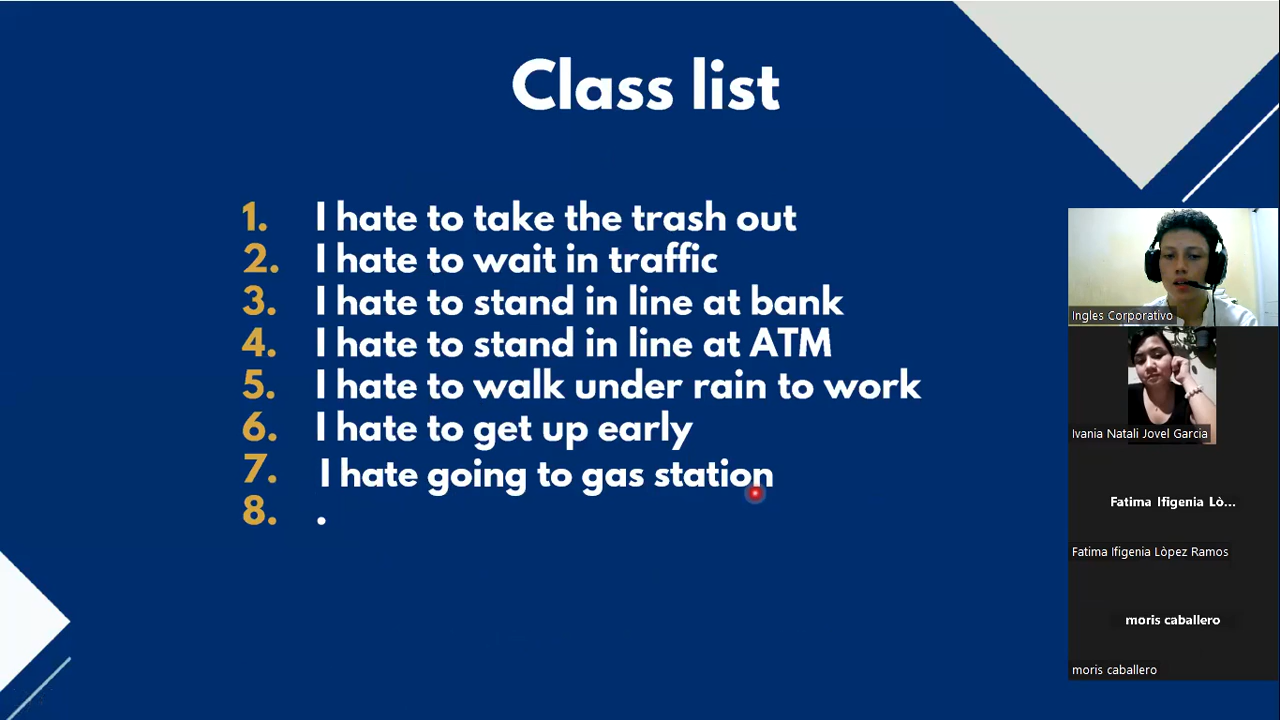 Class list
1. I hate to take the trash out
2. I hate to wait in traffic
3. I hate to stand in line at bank
4. I hate to stand in line at ATM
5. I hate to walk under rain to work
6. I hate to get up early
7. I hate going to gas station
8. .
Ingles Corporativo
Ivania Natali Jovel Garcia
Fatima Ifigenia Lò...
Fatima Ifigenia Lòpez Ramos
moris caballero
moris caballero